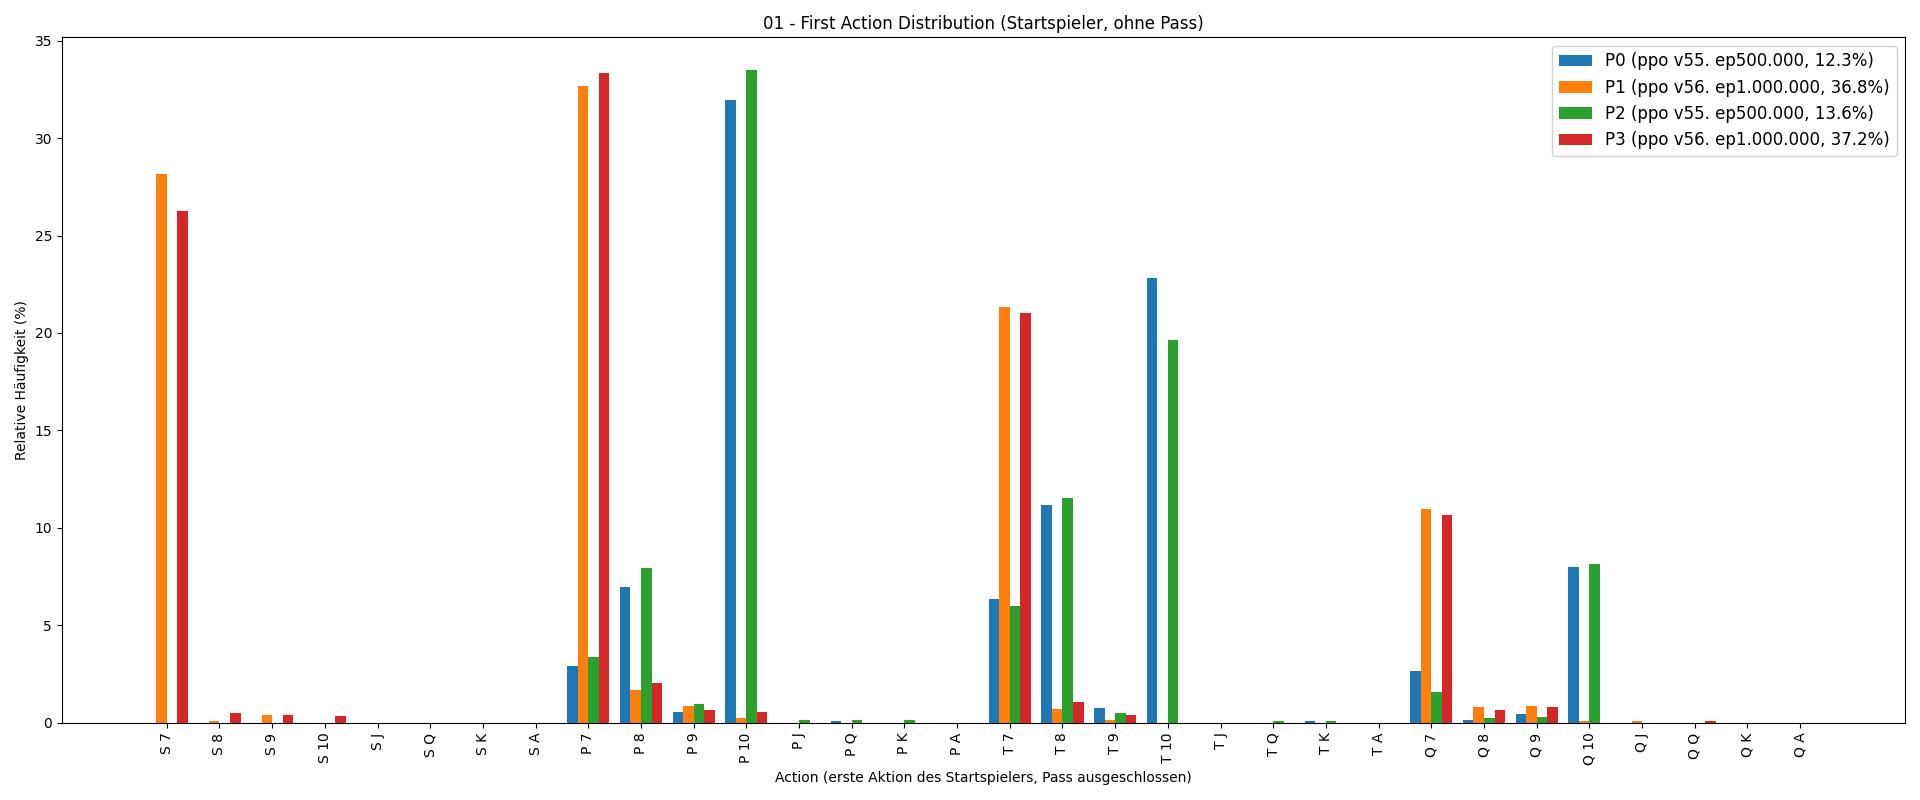 01 - First Action Distribution (Startspieler, ohne Pass)
P0 (ppo v55. ep500.000, 12.3%)
P1 (ppo v56. ep1.000.000, 36.8%)
P2 (ppo v55. ep500.000, 13.6%)
P3 (ppo v56. ep1.000.000, 37.2%)
Relative Häufigkeit (%)
35
30
25
20
15
10
5
0
S 7
S 8
S 9
S 10
S J
S Q
S K
S A
P 7
P 8
P 9
P 10
P J
P Q
P K
P A
T 7
T 8
T 9
T 10
T J
T Q
T K
T A
Q 7
Q 8
Q 9
Q 10
Q J
Q Q
Q K
Q A
Action (erste Aktion des Startspielers, Pass ausgeschlossen)